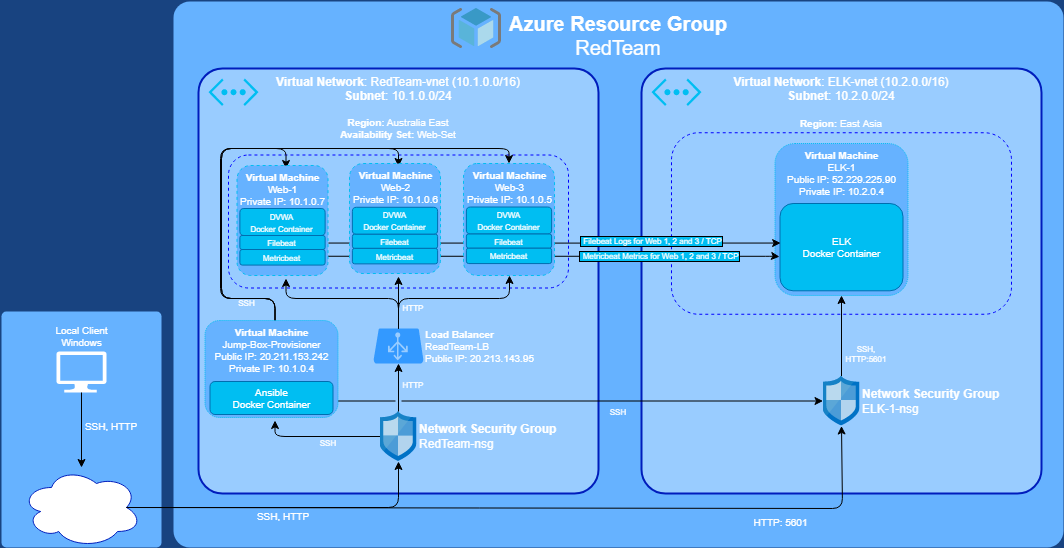 Azure Resource Group
RedTeam
Virtual Network: RedTeam-vnet (10.1.0.0/16)
Subnet: 10.1.0.0/24
Region: Australia East
Availability Set: Web-Set
Virtual Machine
Web-1
Private IP: 10.1.0.7
DVWA
Docker Container
Filebeat
Metricbeat
Virtual Machine
Web-2
Private IP: 10.1.0.6
DVWA
Docker Container
Filebeat
Metricbeat
Virtual Machine
Web-3
Private IP: 10.1.0.5
DVWA
Docker Container
Filebeat
Metricbeat
Filebeat Logs for Web 1, 2 and 3 / TCP
Metricbeat Metrics for Web 1, 2 and 3 / TCP
SSH
HTTP
Virtual Machine
Jump-Box-Provisioner
Public IP: 20.211.153.242
Private IP: 10.1.0.4
Ansible
Docker Container
Load Balancer
ReadTeam-LB
Public IP: 20.213.143.95
HTTP
SSH
Network Security Group
RedTeam-nsg
SSH
Virtual Network: ELK-vnet (10.2.0.0/16)
Subnet: 10.2.0.0/24
Region: East Asia
Virtual Machine
ELK-1
Public IP: 52.229.225.90
Private IP: 10.2.0.4
ELK
Docker Container
SSH,
HTTP:5601
Network Security Group
ELK-1-nsg
Local Client
Windows
SSH, HTTP
SSH, HTTP
HTTP: 5601